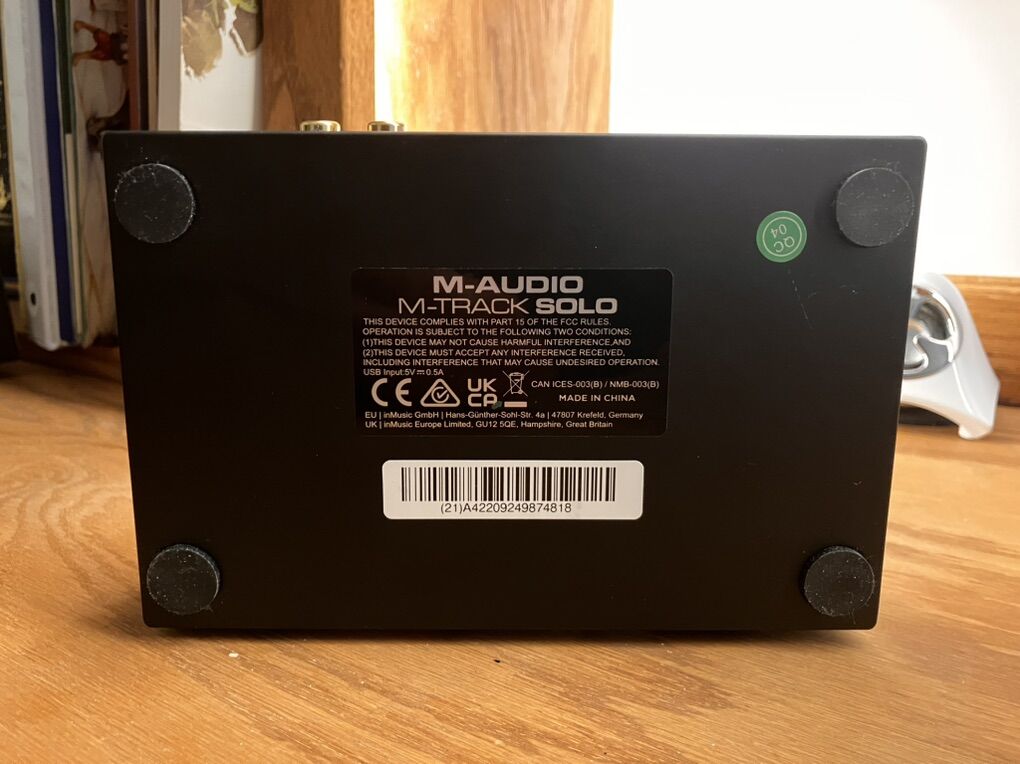 QC
04
M-AUDIO
M-TRACK SOLO
THIS DEVICE COMPLIES WITH PART 15 OF THE FCC RULES.
OPERATION IS SUBJECT TO THE FOLLOWING TWO CONDITIONS:
(1)THIS DEVICE MAY NOT CAUSE HARMFUL INTERFERENCE,AND
(2)THIS DEVICE MUST ACCEPT ANY INTERFERENCE RECEIVED,
INCLUDING INTERFERENCE THAT MAY CAUSE UNDESIRED OPERATION.
USB Input:5V⎓0.5A
CE UK CA CAN ICES-003(B) / NMB-003(B)
MADE IN CHINA
EU | inMusic GmbH | Hans-Günther-Sohl-Str. 4a | 47807 Krefeld, Germany
UK | inMusic Europe Limited, GU12 5QE, Hampshire, Great Britain
(21)A42209249874818